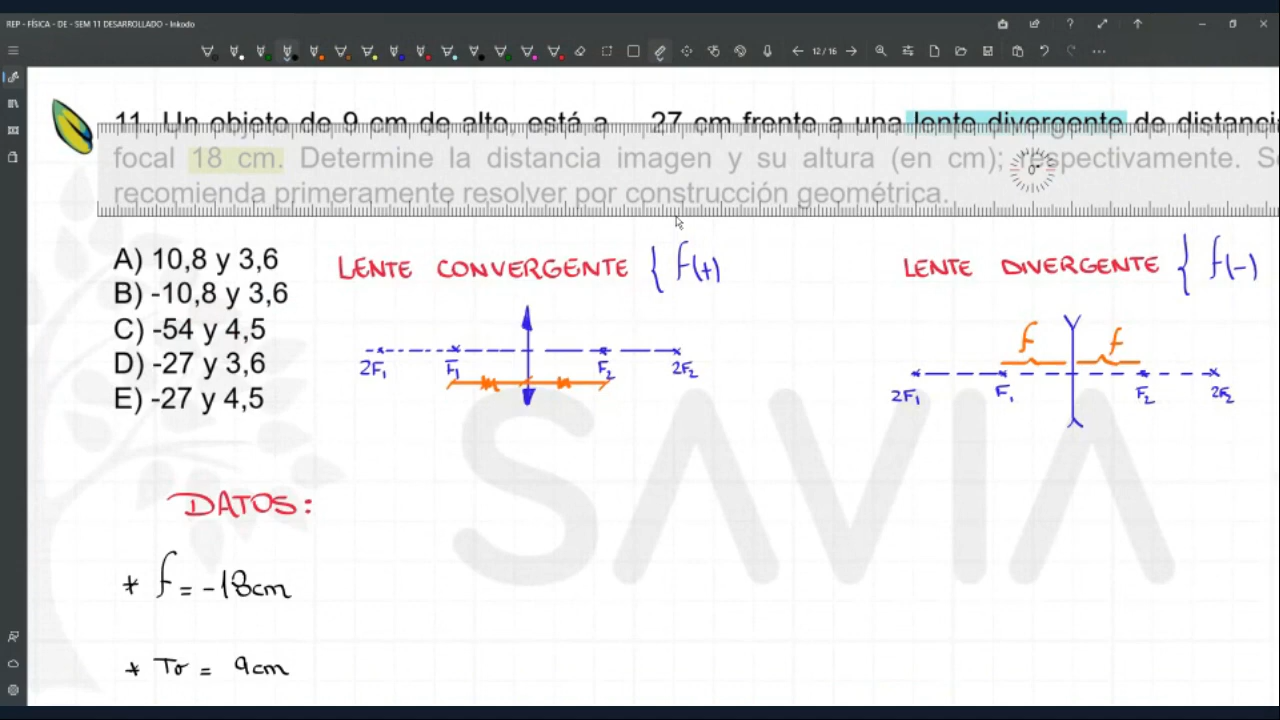 REP - FÍSICA - DE - SEM 11 DESARROLLADO - Inkodo
12/16
11. Un objeto de 9 cm de alto, está a 27 cm frente a una lente divergente de distancia
focal 18 cm. Determine la distancia imagen y su altura (en cm); respectivamente. Se
recomienda primeramente resolver por construcción geométrica.
0°
A) 10,8 y 3,6
B) -10,8 y 3,6
C) -54 y 4,5
D) -27 y 3,6
E) -27 y 4,5
LENTE CONVERGENTE { f(+)
2F₁ F₁ F₂ 2F₂
LENTE DIVERGENTE { f(-)
f f
2F₁ F₁ F₂ 2F₂
SAVIA
DATOS:
* f = -18cm
* To = 9cm